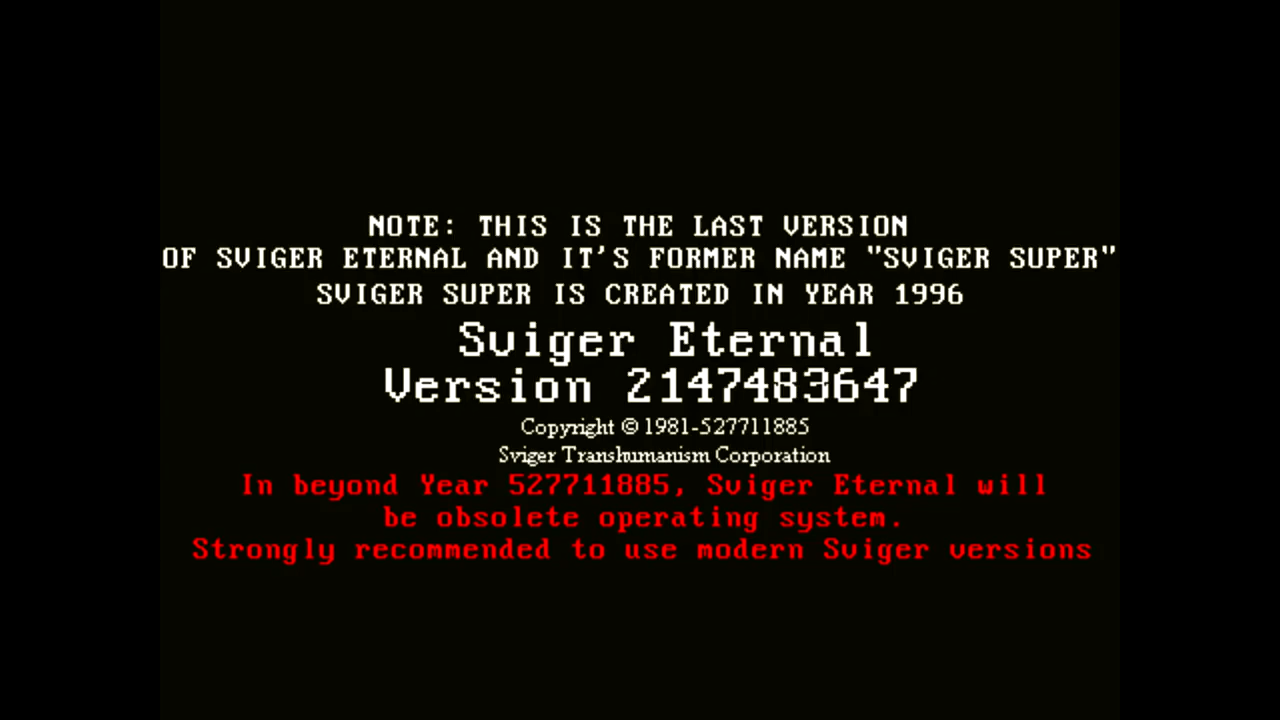 NOTE: THIS IS THE LAST VERSION
OF SVIGER ETERNAL AND IT'S FORMER NAME "SVIGER SUPER"
SVIGER SUPER IS CREATED IN YEAR 1996
Sviger Eternal
Version 2147483647
Copyright © 1981-527711885
Sviger Transhumanism Corporation
In beyond Year 527711885, Sviger Eternal will
be obsolete operating system.
Strongly recommended to use modern Sviger versions